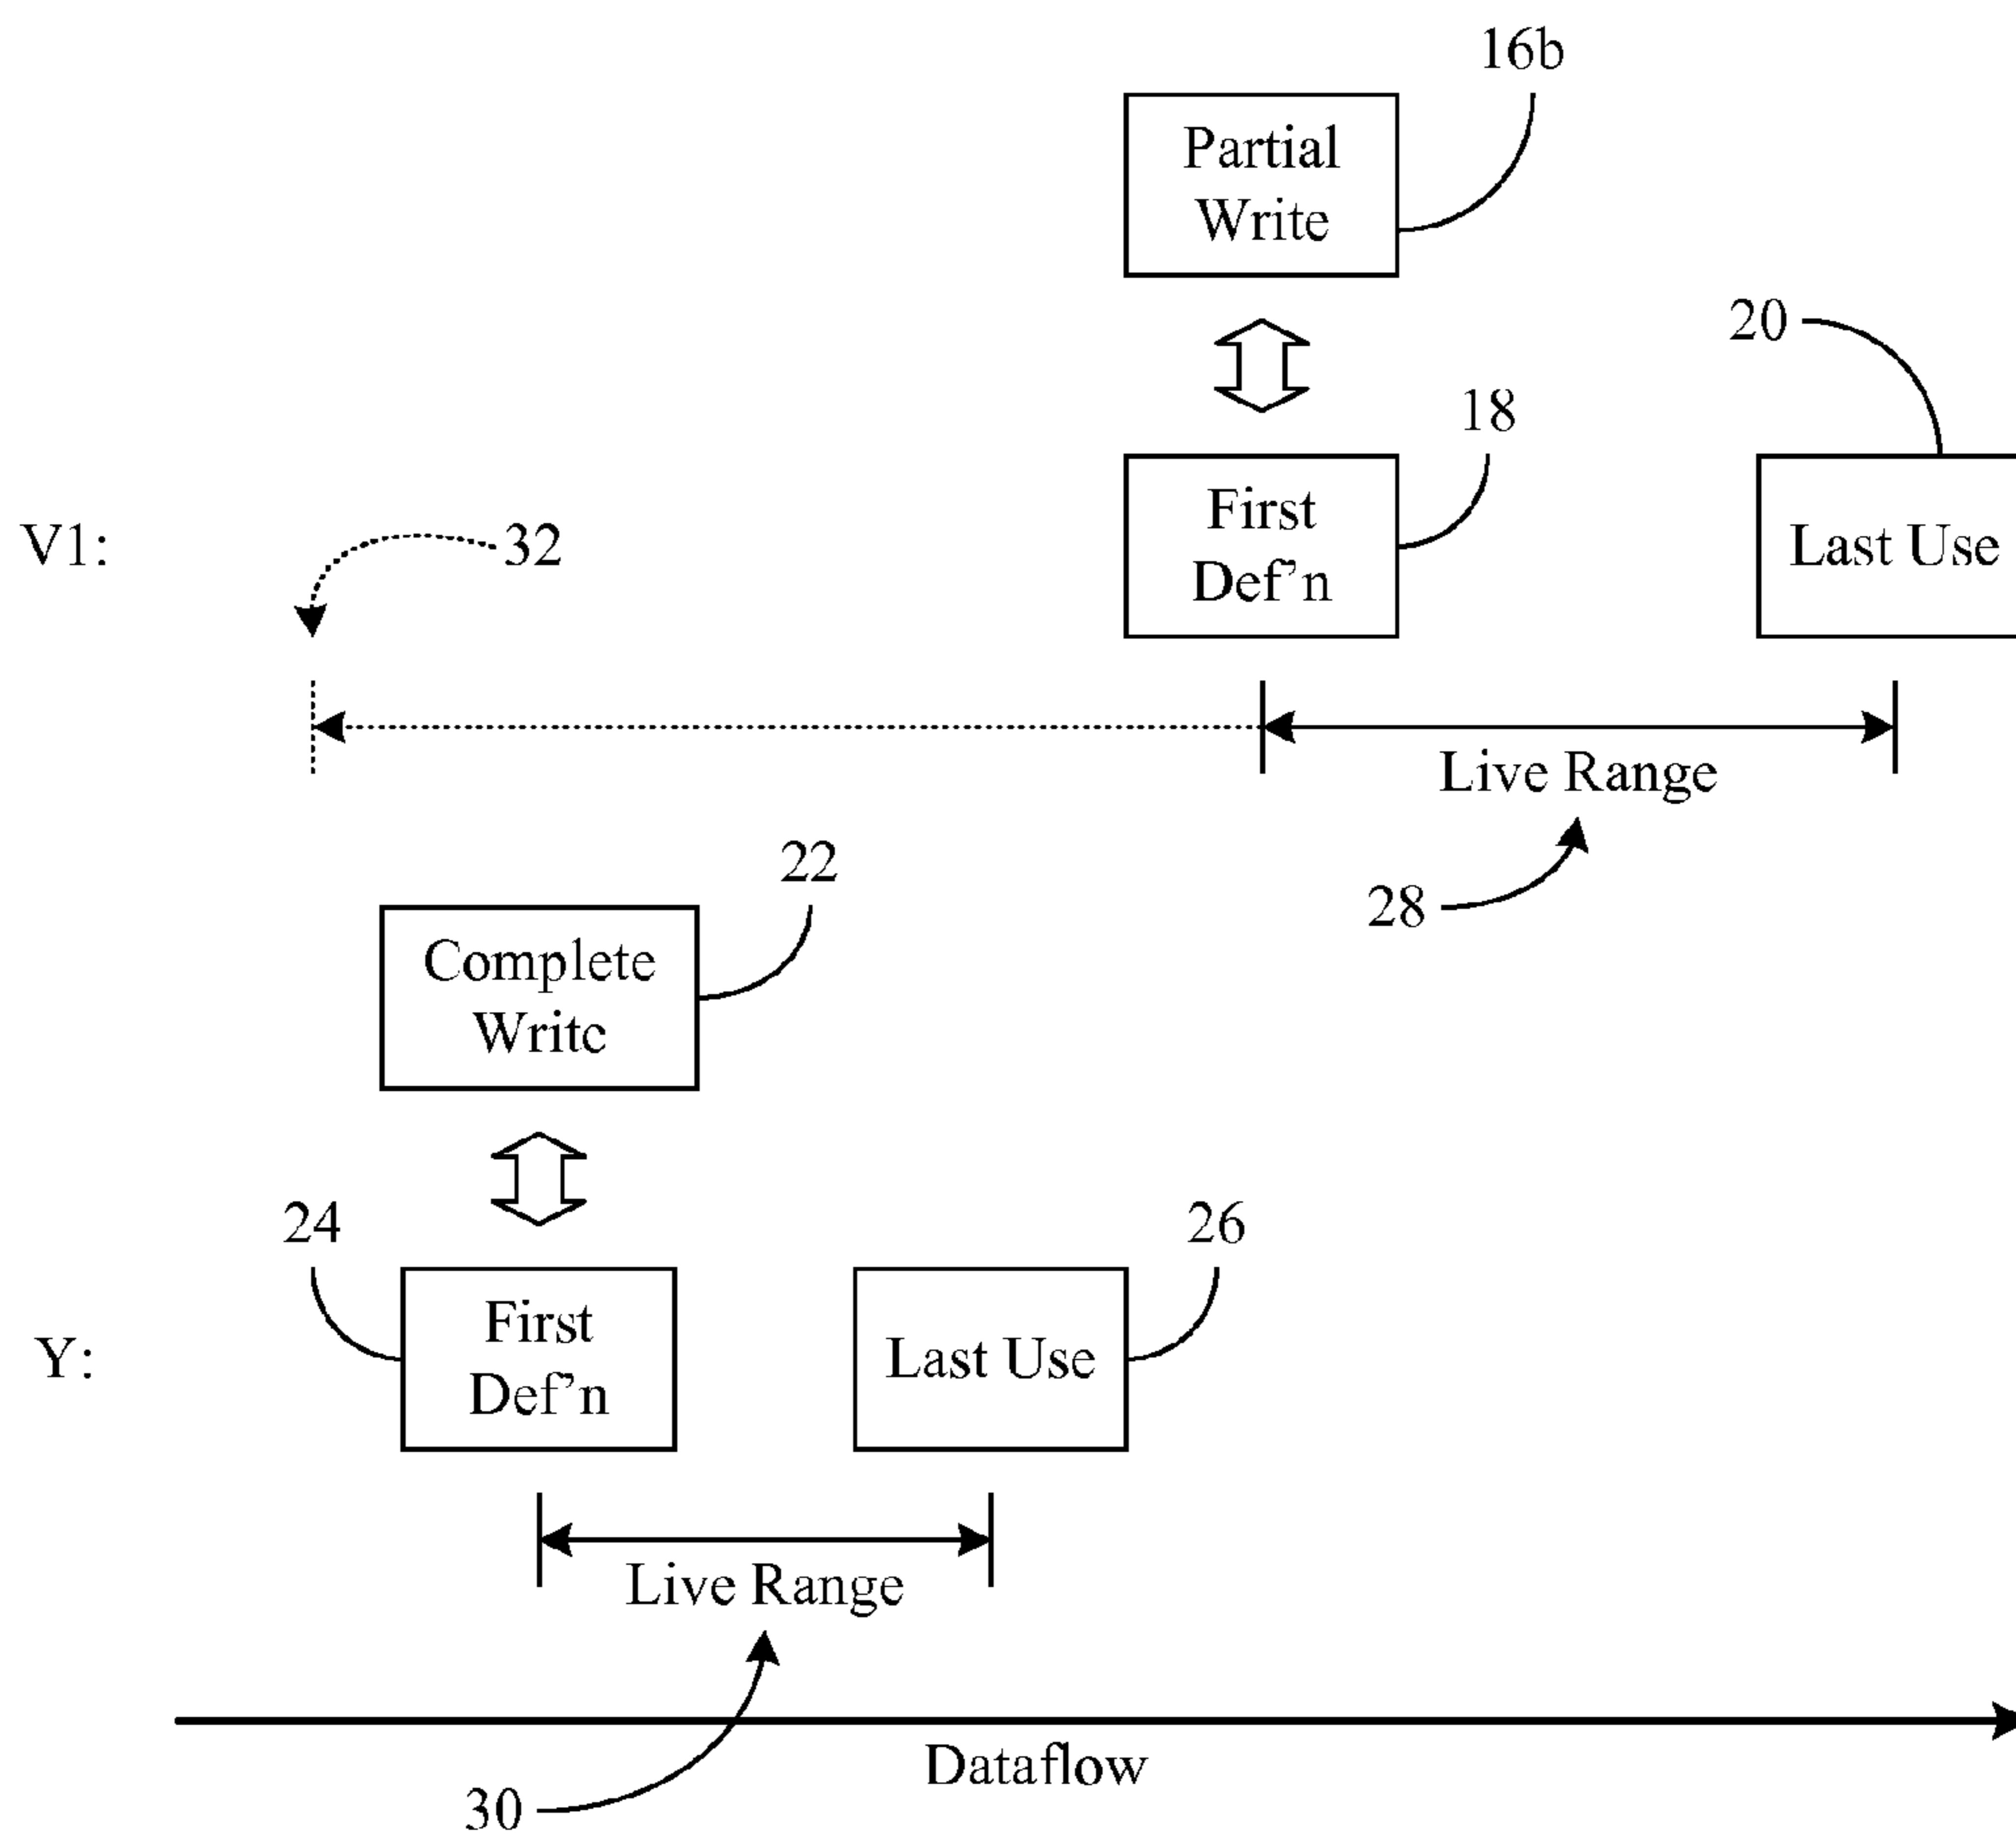 16b
Partial
Write
20
18
V1:
32
First
Def’n
Last Use
Live Range
22
28
Complete
Write
24
26
Y:
First
Def’n
Last Use
Live Range
Dataflow
30